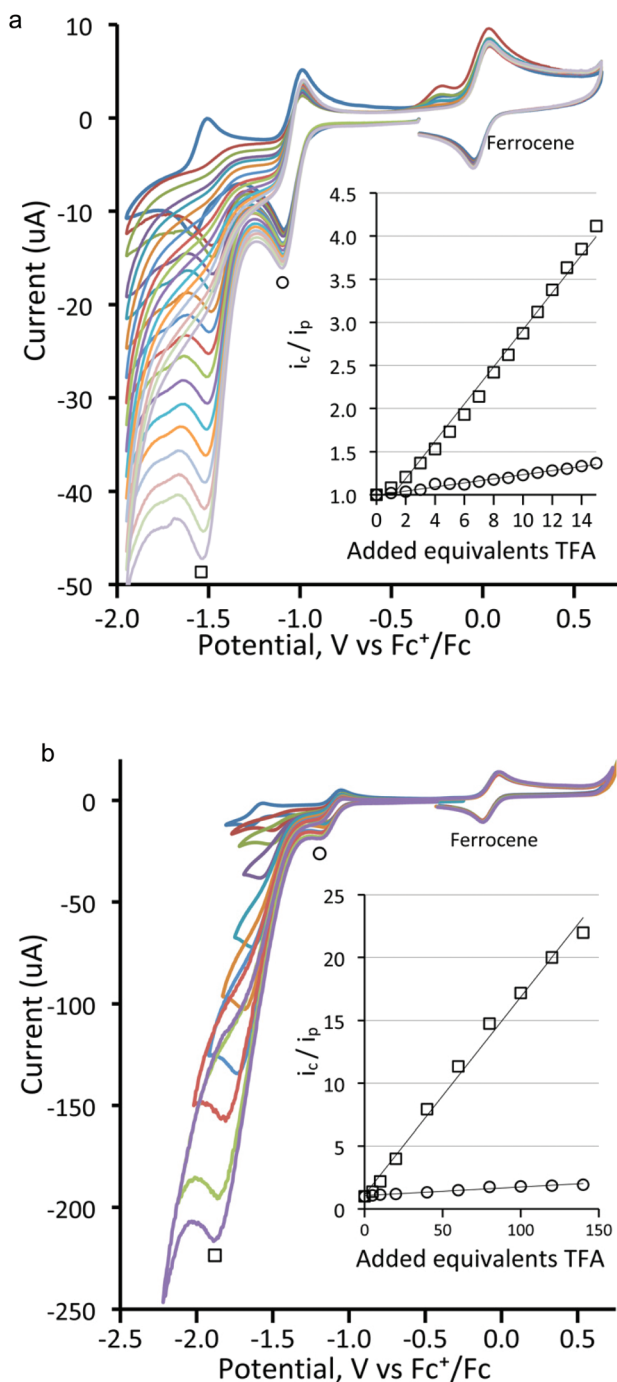 a
10
0
-10
-20
-30
-40
-50
Current (uA)
-2.0 -1.5 -1.0 -0.5 0.0 0.5
Potential, V vs Fc⁺/Fc
Ferrocene
4.5
4.0
3.5
3.0
2.5
2.0
1.5
1.0
i_c / i_p
0 2 4 6 8 10 12 14
Added equivalents TFA
b
0
-50
-100
-150
-200
-250
Current (uA)
-2.5 -2.0 -1.5 -1.0 -0.5 0.0 0.5
Potential, V vs Fc⁺/Fc
Ferrocene
25
20
15
10
5
0
i_c / i_p
0 50 100 150
Added equivalents TFA